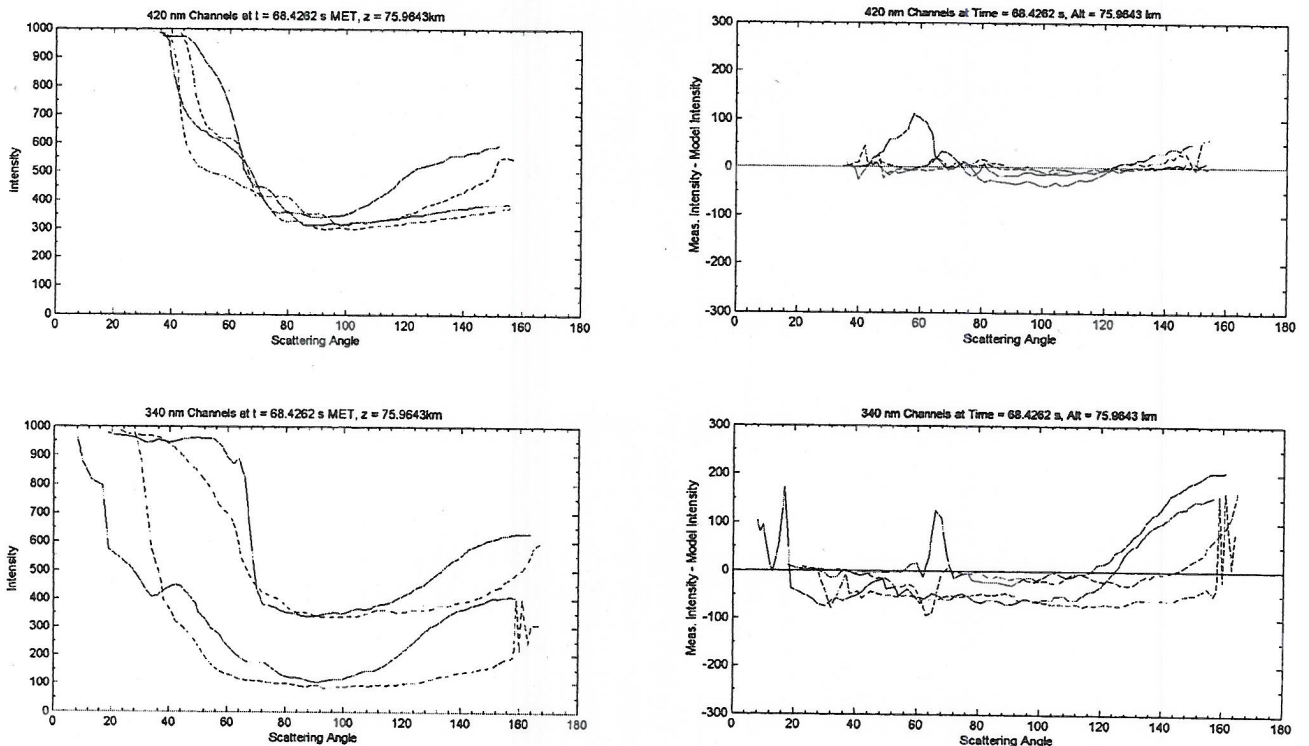 420 nm Channels at t = 68.4262 s MET, z = 75.9643km
1000
900
800
700
600
500
400
300
200
100
0
Intensity
0 20 40 60 80 100 120 140 160 180
Scattering Angle
420 nm Channels at Time = 68.4262 s, Alt = 75.9643 km
300
200
100
0
-100
-200
-300
Meas. Intensity - Model Intensity
0 20 40 60 80 100 120 140 160 180
Scattering Angle
340 nm Channels at t = 68.4262 s MET, z = 75.9643km
1000
900
800
700
600
500
400
300
200
100
0
Intensity
0 20 40 60 80 100 120 140 160 180
Scattering Angle
340 nm Channels at Time = 68.4262 s, Alt = 75.9643 km
300
200
100
0
-100
-200
-300
Meas. Intensity - Model Intensity
0 20 40 60 80 100 120 140 160 180
Scattering Angle